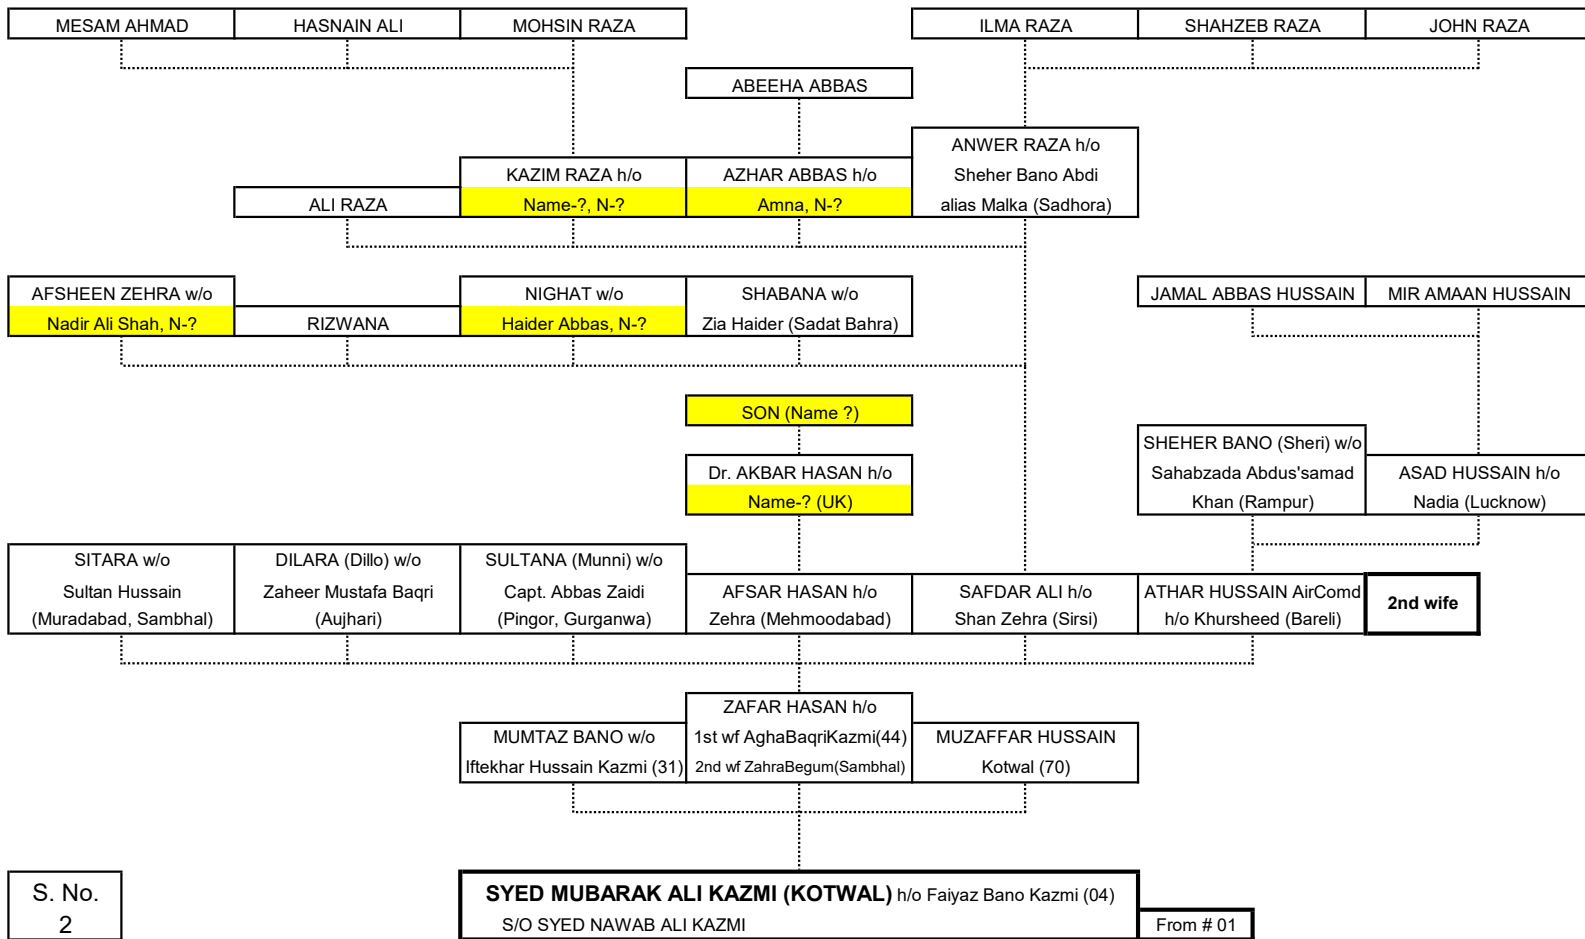 MESAM AHMAD
HASNAIN ALI
MOHSIN RAZA
ILMA RAZA
SHAHZEB RAZA
JOHN RAZA
ABEEHA ABBAS
ALI RAZA
KAZIM RAZA h/o
Name-?, N-?
AZHAR ABBAS h/o
Amna, N-?
ANWER RAZA h/o
Sheher Bano Abdi
alias Malka (Sadhora)
AFSHEEN ZEHRA w/o
Nadir Ali Shah, N-?
RIZWANA
NIGHAT w/o
Haider Abbas, N-?
SHABANA w/o
Zia Haider (Sadat Bahra)
JAMAL ABBAS HUSSAIN
MIR AMAAN HUSSAIN
SON (Name ?)
Dr. AKBAR HASAN h/o
Name-? (UK)
SHEHER BANO (Sheri) w/o
Sahabzada Abdus'samad
Khan (Rampur)
ASAD HUSSAIN h/o
Nadia (Lucknow)
SITARA w/o
Sultan Hussain
(Muradabad, Sambhal)
DILARA (Dillo) w/o
Zaheer Mustafa Baqri
(Aujhari)
SULTANA (Munni) w/o
Capt. Abbas Zaidi
(Pingor, Gurganwa)
AFSAR HASAN h/o
Zehra (Mehmoodabad)
SAFDAR ALI h/o
Shan Zehra (Sirsi)
ATHAR HUSSAIN AirComd
h/o Khursheed (Bareli)
2nd wife
MUMTAZ BANO w/o
Iftekhar Hussain Kazmi (31)
ZAFAR HASAN h/o
1st wf AghaBaqriKazmi(44)
2nd wf ZahraBegum(Sambhal)
MUZAFFAR HUSSAIN
Kotwal (70)
S. No.
2
SYED MUBARAK ALI KAZMI (KOTWAL) h/o Faiyaz Bano Kazmi (04)
S/O SYED NAWAB ALI KAZMI
From # 01